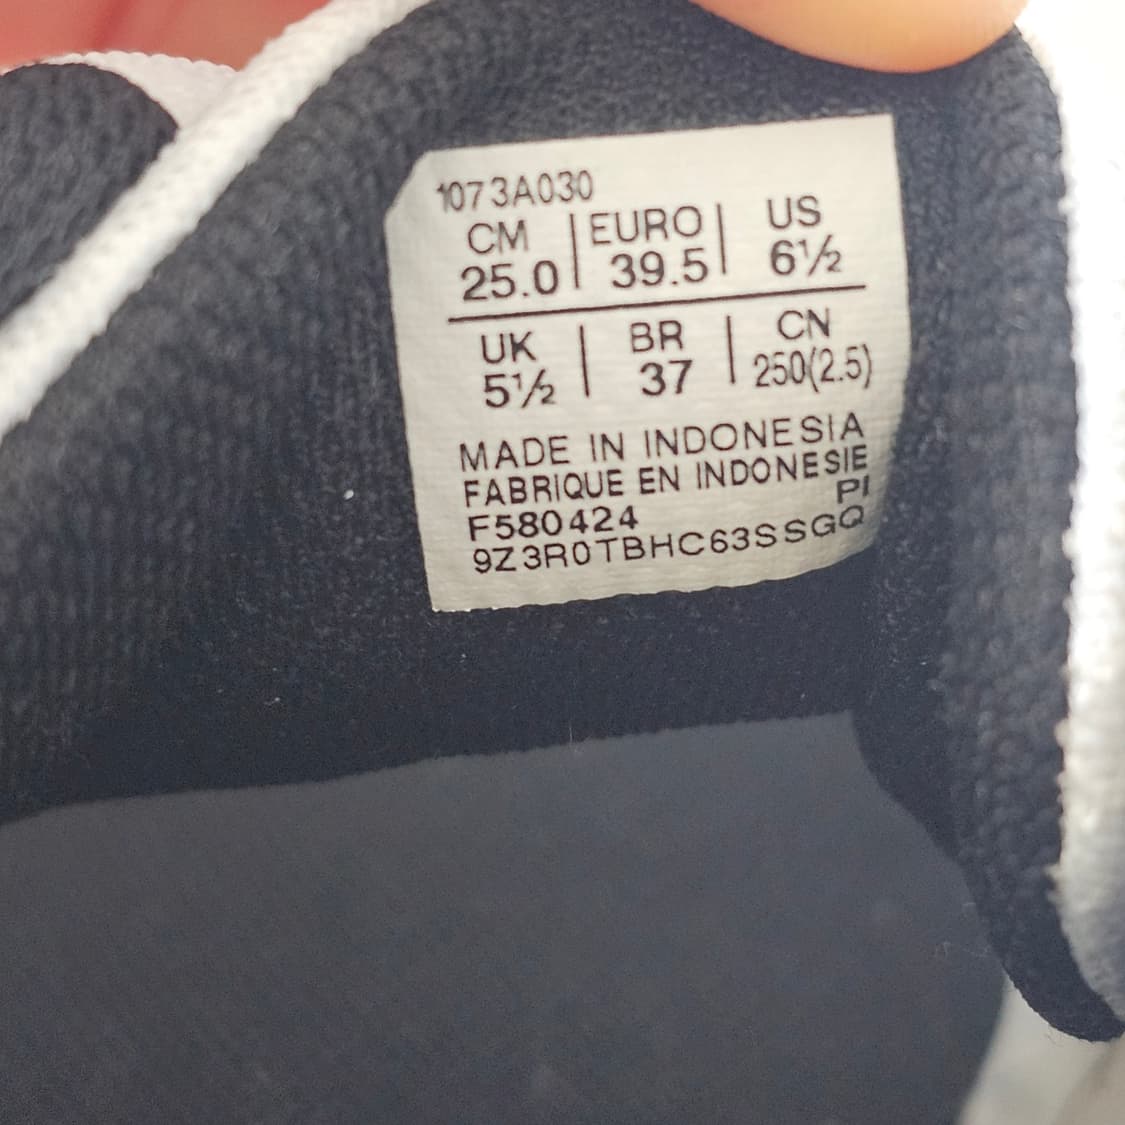 1073A030
CM | EURO | US
25.0 | 39.5 | 6½
UK | BR | CN
5½ | 37 | 250(2.5)
MADE IN INDONESIA
FABRIQUE EN INDONESIE
PI
F580424
9Z3R0TBHC63SSGQ